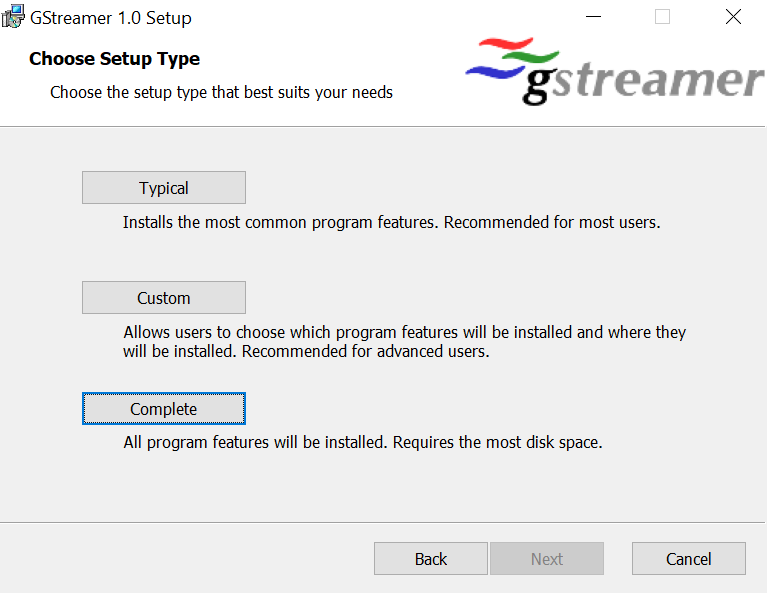 GStreamer 1.0 Setup
Choose Setup Type
Choose the setup type that best suits your needs
gstreamer
Typical
Installs the most common program features. Recommended for most users.
Custom
Allows users to choose which program features will be installed and where they
will be installed. Recommended for advanced users.
Complete
All program features will be installed. Requires the most disk space.
Back
Next
Cancel